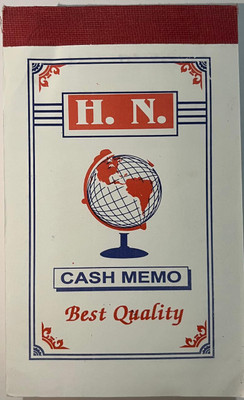 H. N.
CASH MEMO
Best Quality